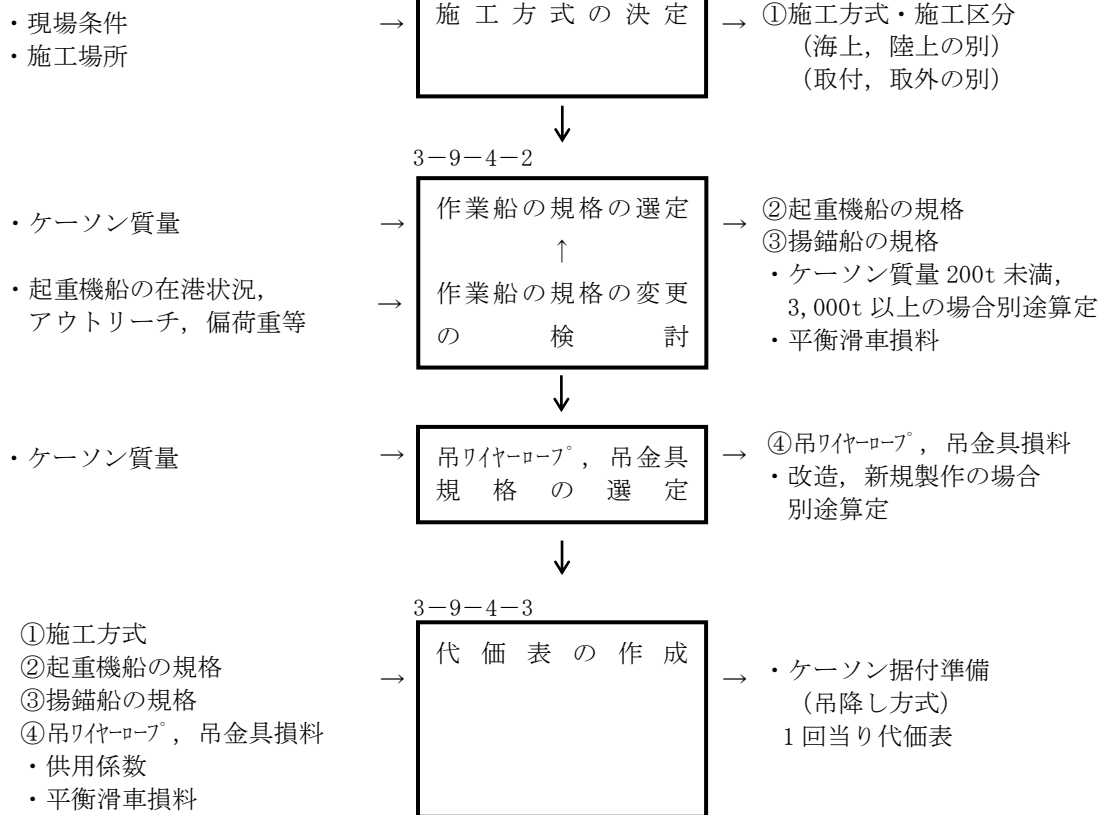 ・現場条件
・施工場所
→
施工方式の決定
→
①施工方式・施工区分
(海上，陸上の別)
(取付，取外の別)
↓
3－9－4－2
・ケーソン質量
→
・起重機船の在港状況，
アウトリーチ，偏荷重等
→
作業船の規格の選定
↑
作業船の規格の変更
の検討
→
②起重機船の規格
③揚錨船の規格
・ケーソン質量 200t 未満，
3,000t 以上の場合別途算定
・平衡滑車損料
↓
・ケーソン質量
→
吊ﾜｲﾔｰﾛｰﾌﾟ，吊金具
規格の選定
→
④吊ﾜｲﾔｰﾛｰﾌﾟ，吊金具損料
・改造，新規製作の場合
別途算定
↓
3－9－4－3
①施工方式
②起重機船の規格
③揚錨船の規格
④吊ﾜｲﾔｰﾛｰﾌﾟ，吊金具損料
・供用係数
・平衡滑車損料
→
代価表の作成
→
・ケーソン据付準備
(吊降し方式)
1回当り代価表